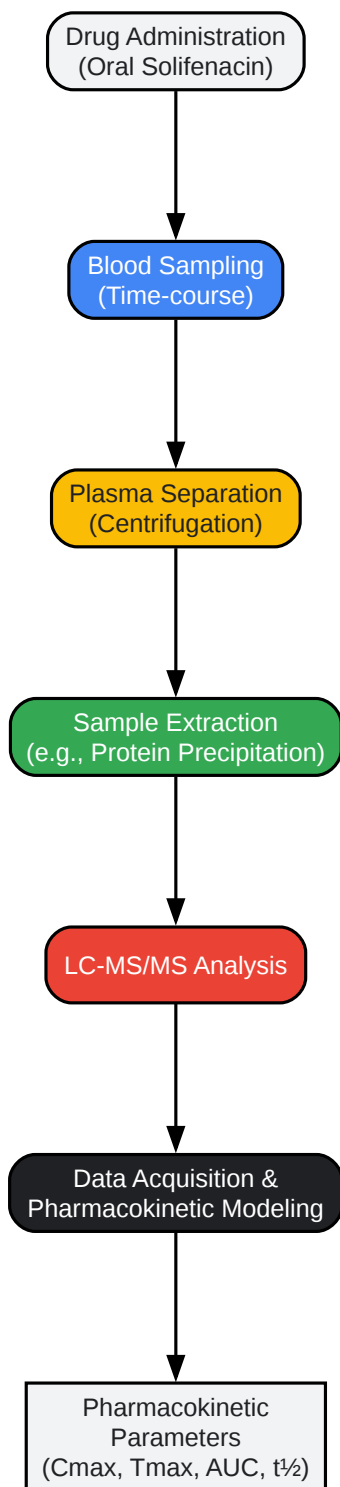 Drug Administration
(Oral Solifenacin)
Blood Sampling
(Time-course)
Plasma Separation
(Centrifugation)
Sample Extraction
(e.g., Protein Precipitation)
LC-MS/MS Analysis
Data Acquisition &
Pharmacokinetic Modeling
Pharmacokinetic
Parameters
(Cmax, Tmax, AUC, t½)